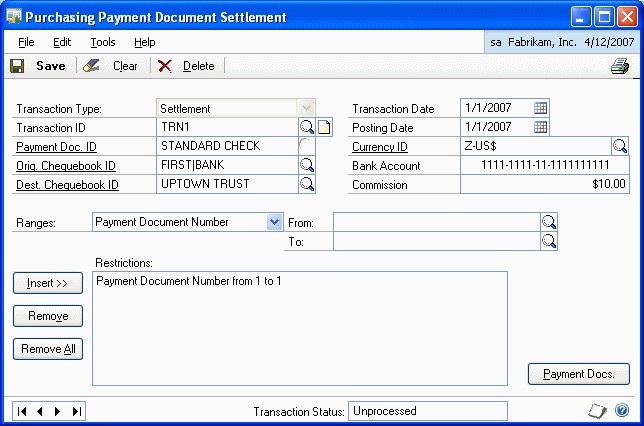 Purchasing Payment Document Settlement
File Edit Tools Help sa Fabrikam, Inc. 4/12/2007
Save Clear Delete
Transaction Type: Settlement Transaction Date 1/1/2007
Transaction ID TRN1 Posting Date 1/1/2007
Payment Doc. ID STANDARD CHECK Currency ID Z-US$
Orig. Chequebook ID FIRST|BANK Bank Account 1111-1111-11-1111111111
Dest. Chequebook ID UPTOWN TRUST Commission $10.00
Ranges: Payment Document Number From:
To:
Restrictions:
Insert >> Payment Document Number from 1 to 1
Remove
Remove All
Payment Docs.
Transaction Status: Unprocessed